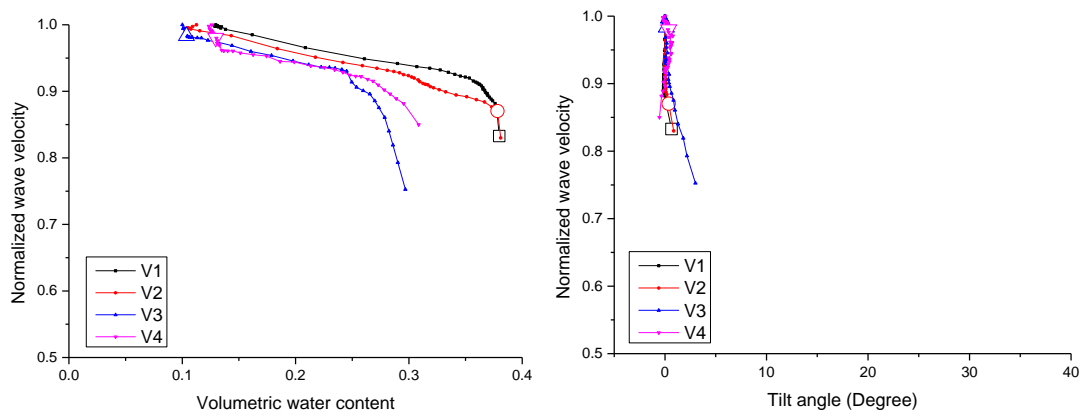 Normalized wave velocity
1.0
0.9
0.8
0.7
0.6
0.5
V1
V2
V3
V4
0.0
0.1
0.2
0.3
0.4
Volumetric water content
Normalized wave velocity
1.0
0.9
0.8
0.7
0.6
0.5
V1
V2
V3
V4
0
10
20
30
40
Tilt angle (Degree)